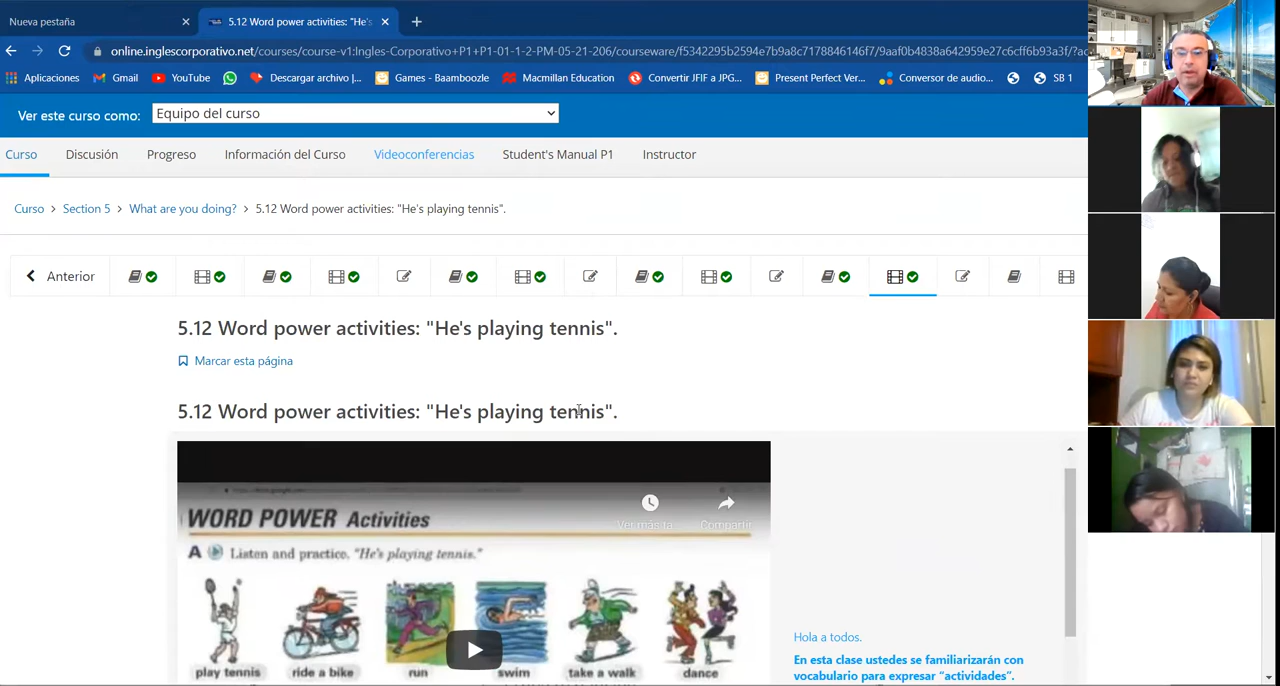 Nueva pestaña
5.12 Word power activities: "He's
online.inglescorporativo.net/courses/course-v1:Ingles-Corporativo+P1+P1-01-1-2-PM-05-21-206/courseware/f5342295b2594e7b9a8c7178846146f7/9aaf0b4838a642959e27c6cff6b93a3f/?ac
Aplicaciones
Gmail
YouTube
Descargar archivo |...
Games - Baamboozle
Macmillan Education
Convertir JFIF a JPG...
Present Perfect Ver...
Conversor de audio...
SB 1
Ver este curso como: Equipo del curso
Curso
Discusión
Progreso
Información del Curso
Videoconferencias
Student's Manual P1
Instructor
Curso > Section 5 > What are you doing? > 5.12 Word power activities: "He's playing tennis".
Anterior
5.12 Word power activities: "He's playing tennis".
Marcar esta página
5.12 Word power activities: "He's playing tennis".
Ver más ta
Compartir
WORD POWER Activities
A Listen and practice. "He's playing tennis."
play tennis
ride a bike
run
swim
take a walk
dance
Hola a todos.
En esta clase ustedes se familiarizarán con
vocabulario para expresar "actividades".